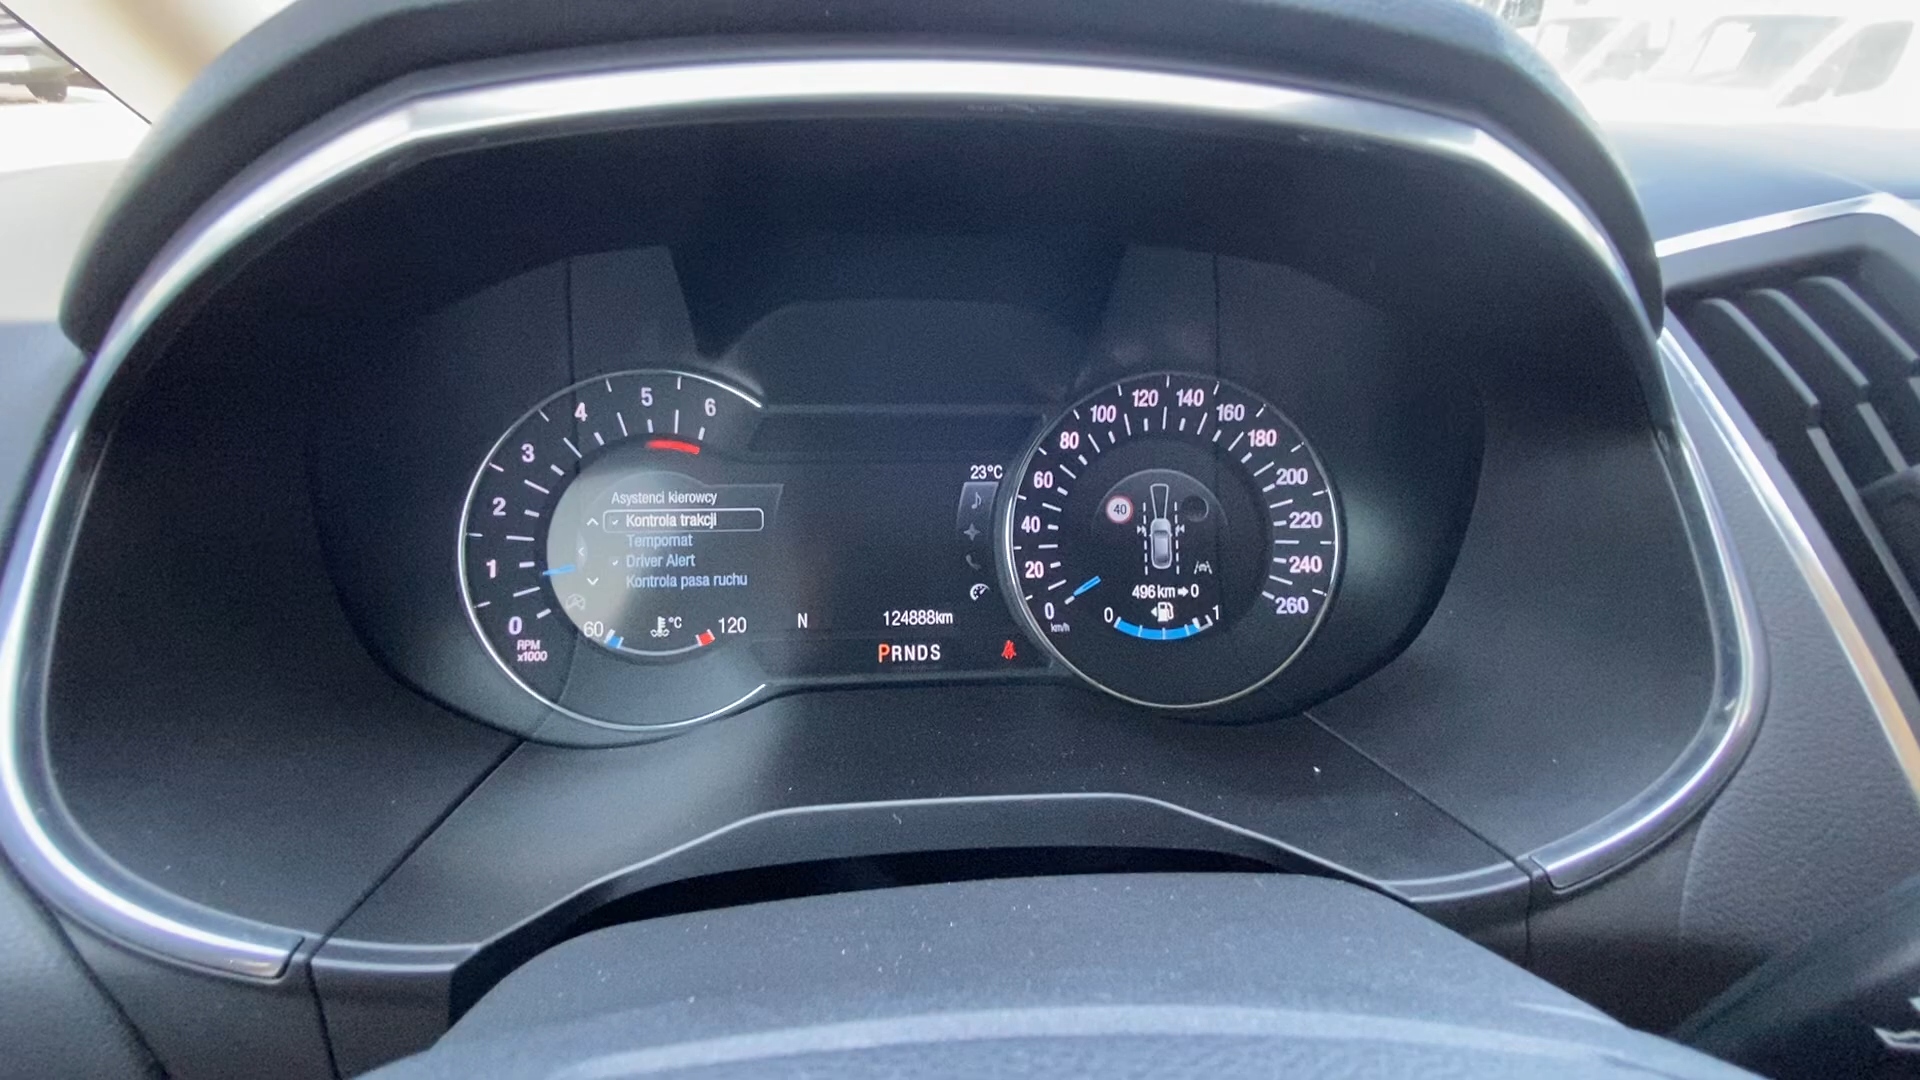 0
1
2
3
4
5
6
RPM
x1000
Asystenci kierowcy
Kontrola trakcji
Tempomat
Driver Alert
Kontrola pasa ruchu
60
°C
120
N
23°C
124888km
PRNDS
0
20
40
60
80
100
120
140
160
180
200
220
240
260
km/h
40
496km → 0
0
1